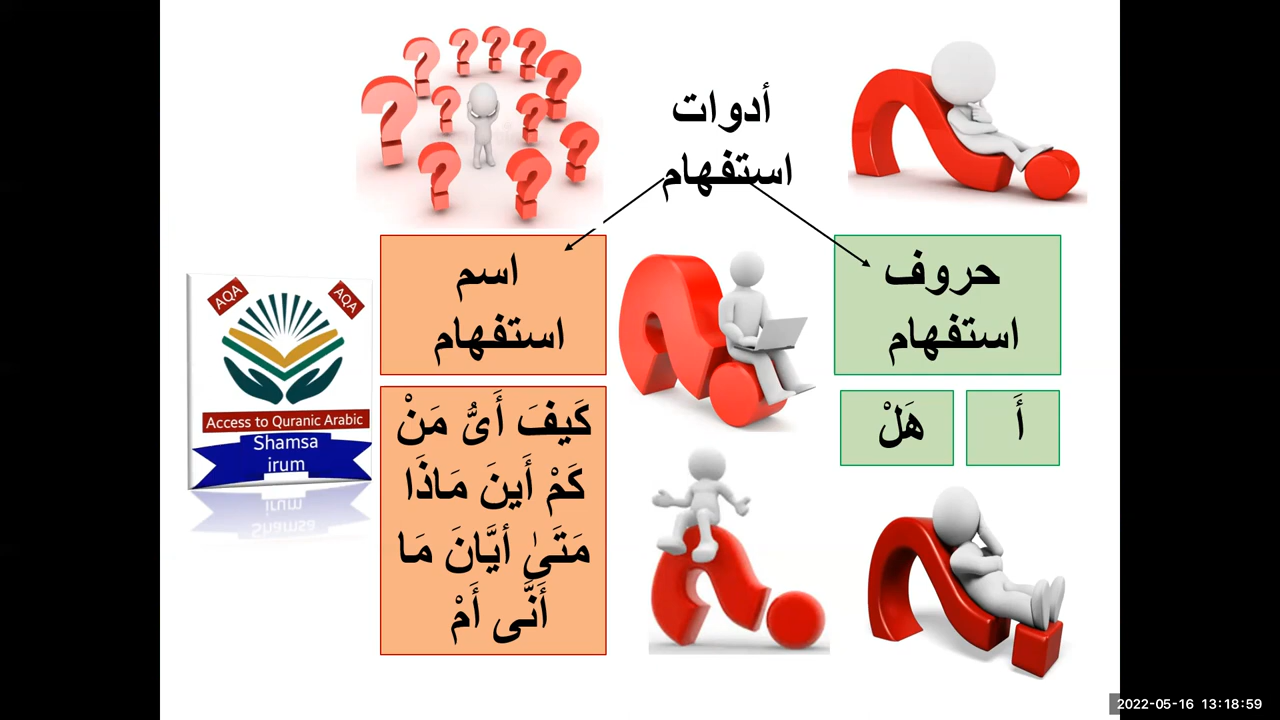 أدوات
استفهام
حروف
استفهام
أَ
هَلْ
اسم
استفهام
كَيفَ أَىُّ مَنْ
كَمْ أَينَ مَاذَا
مَتَىٰ أيَّانَ مَا
أَنَّى أَمْ
AQA
AQA
Access to Quranic Arabic
Shamsa
irum
2022-05-16 13:18:59